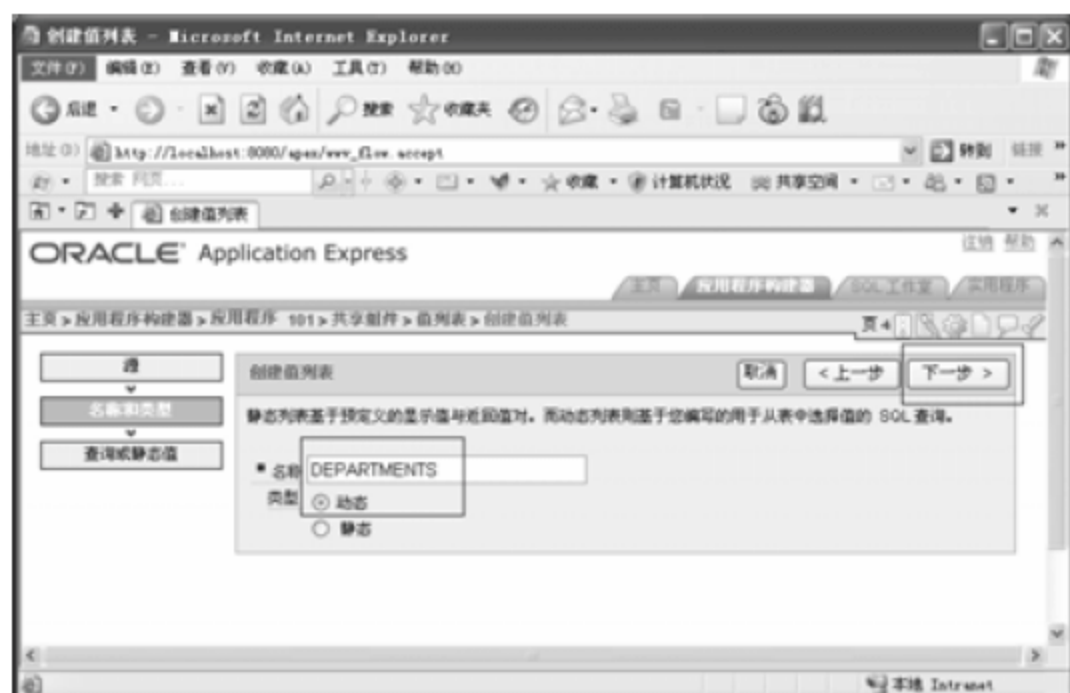 创建值列表 - Microsoft Internet Explorer
文件(F) 编辑(E) 查看(V) 收藏(A) 工具(T) 帮助(H)
后退 搜索 收藏夹
地址(D) http://localhost:8080/apex/wwv_flow.accept 转到 链接 »
搜索 网页... 收藏 计算机状况 共享空间 »
创建值列表
ORACLE Application Express
注销 帮助
主页 应用程序构建器 SQL 工作室 实用程序
主页 > 应用程序构建器 > 应用程序 101 > 共享组件 > 值列表 > 创建值列表
页 4
源
名称和类型
查询或静态值
创建值列表
取消 < 上一步 下一步 >
静态列表基于预定义的显示值与返回值对。而动态列表则基于您编写的用于从表中选择值的 SQL 查询。
名称 DEPARTMENTS
类型 动态
静态
本地 Intranet